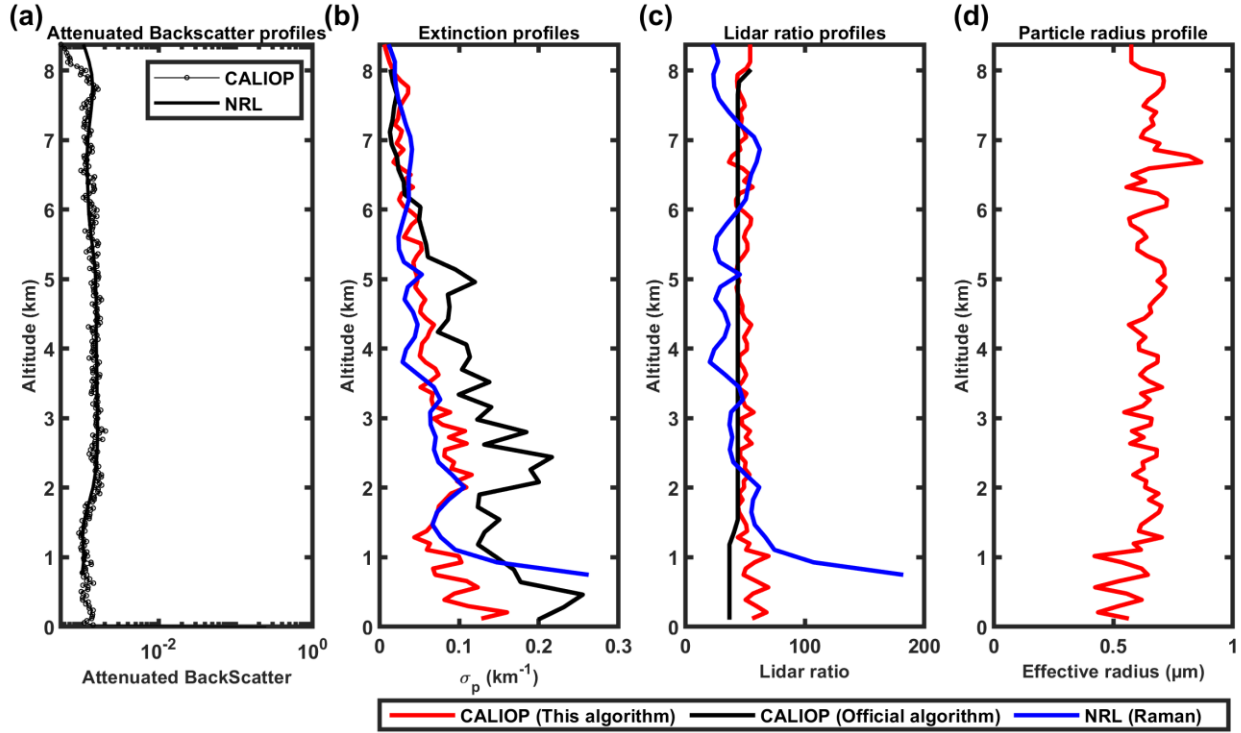 (a) (b) (c) (d)
Attenuated Backscatter profiles
CALIOP
NRL
8
7
6
5
4
3
2
1
0
Altitude (km)
10⁻² 10⁰
Attenuated BackScatter
Extinction profiles
8
7
6
5
4
3
2
1
0
Altitude (km)
0 0.1 0.2 0.3
σp (km⁻¹)
Lidar ratio profiles
8
7
6
5
4
3
2
1
0
Altitude (km)
0 100 200
Lidar ratio
Particle radius profile
8
7
6
5
4
3
2
1
0
Altitude (km)
0 0.5 1
Effective radius (μm)
CALIOP (This algorithm) CALIOP (Official algorithm) NRL (Raman)